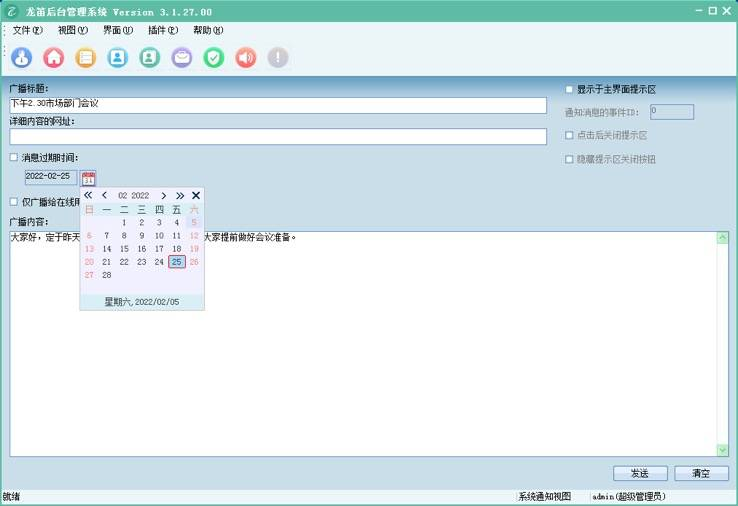 龙笛后台管理系统 Version 3.1.27.00
文件(F) 视图(V) 界面(U) 插件(P) 帮助(H)
广播标题:
下午2.30市场部门会议
详细内容的网址:
消息过期时间:
2022-02-25
仅广播给在线用
广播内容:
大家好，定于昨天 大家提前做好会议准备。
显示于主界面提示区
通知消息的事件ID: 0
点击后关闭提示区
隐藏提示区关闭按钮
02 2022
日 一 二 三 四 五 六
1 2 3 4 5
6 7 8 9 10 11 12
13 14 15 16 17 18 19
20 21 22 23 24 25 26
27 28
星期六,2022/02/05
发送 清空
就绪 系统通知视图 admin(超级管理员)